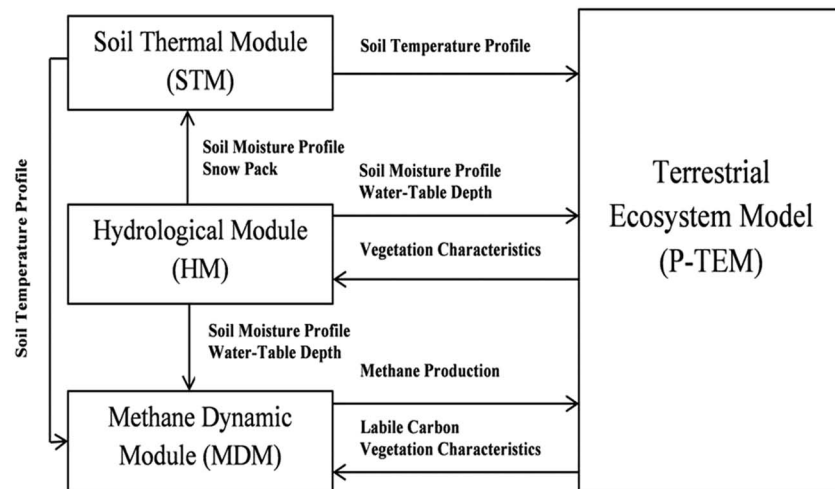 Soil Thermal Module
(STM)
Soil Temperature Profile
Soil Moisture Profile
Snow Pack
Soil Moisture Profile
Water-Table Depth
Hydrological Module
(HM)
Vegetation Characteristics
Soil Temperature Profile
Soil Moisture Profile
Water-Table Depth
Methane Production
Methane Dynamic
Module (MDM)
Labile Carbon
Vegetation Characteristics
Terrestrial
Ecosystem Model
(P-TEM)